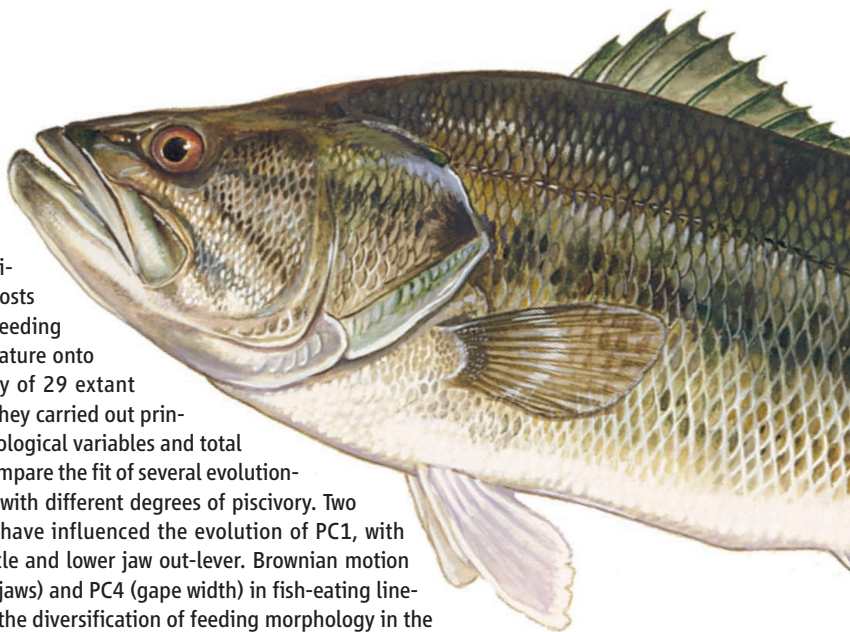 i-
osts
eeding
ature onto
y of 29 extant
hey carried out prin-
ological variables and total
mpare the fit of several evolution-
with different degrees of piscivory. Two
have influenced the evolution of PC1, with
le and lower jaw out-lever. Brownian motion
jaws) and PC4 (gape width) in fish-eating line-
the diversification of feeding morphology in the